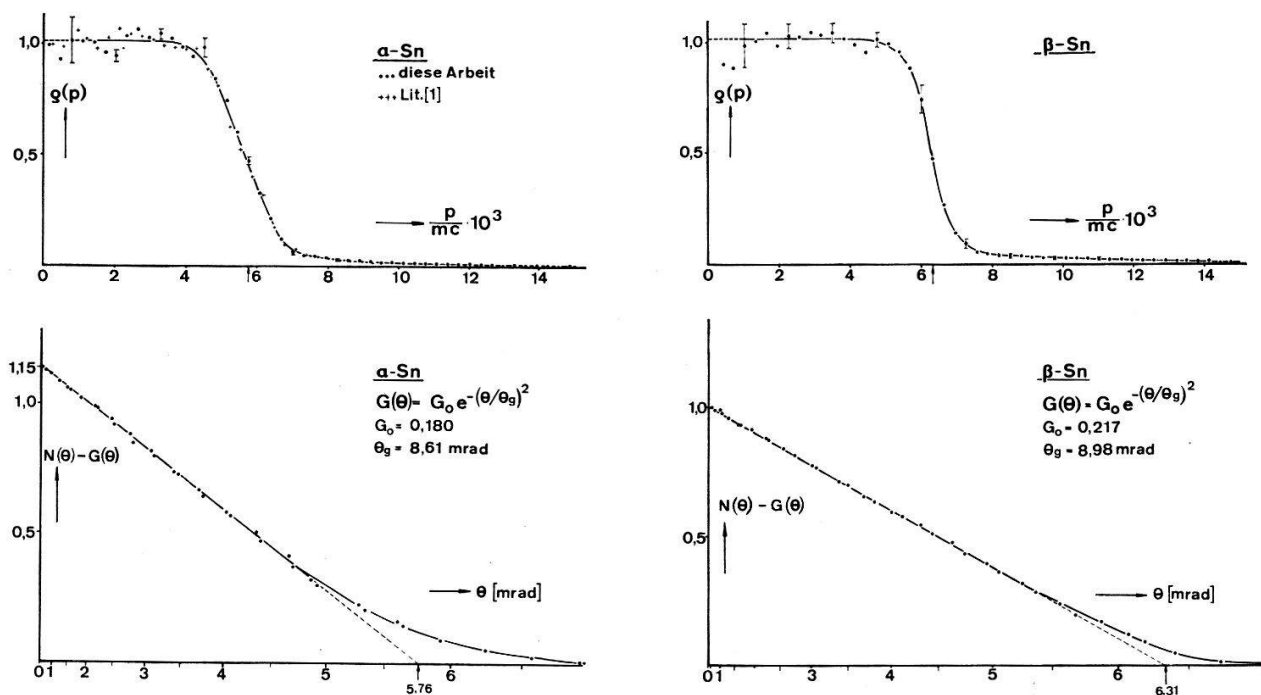 1,0
0,5
ϱ(p)
α-Sn
••• diese Arbeit
+++ Lit.[1]
p/mc ·10³
0 2 4 6 8 10 12 14
1,0
0,5
ϱ(p)
β-Sn
p/mc ·10³
0 2 4 6 8 10 12 14
1,15
1,0
0,5
N(θ) – G(θ)
α-Sn
G(θ) = G₀ e^-(θ/θg)²
G₀ = 0,180
θg = 8,61 mrad
θ [mrad]
0 1 2 3 4 5 6
5.76
1,0
0,5
N(θ) – G(θ)
β-Sn
G(θ) = G₀ e^-(θ/θg)²
G₀ = 0,217
θg = 8,98 mrad
θ [mrad]
0 1 2 3 4 5 6
6.31